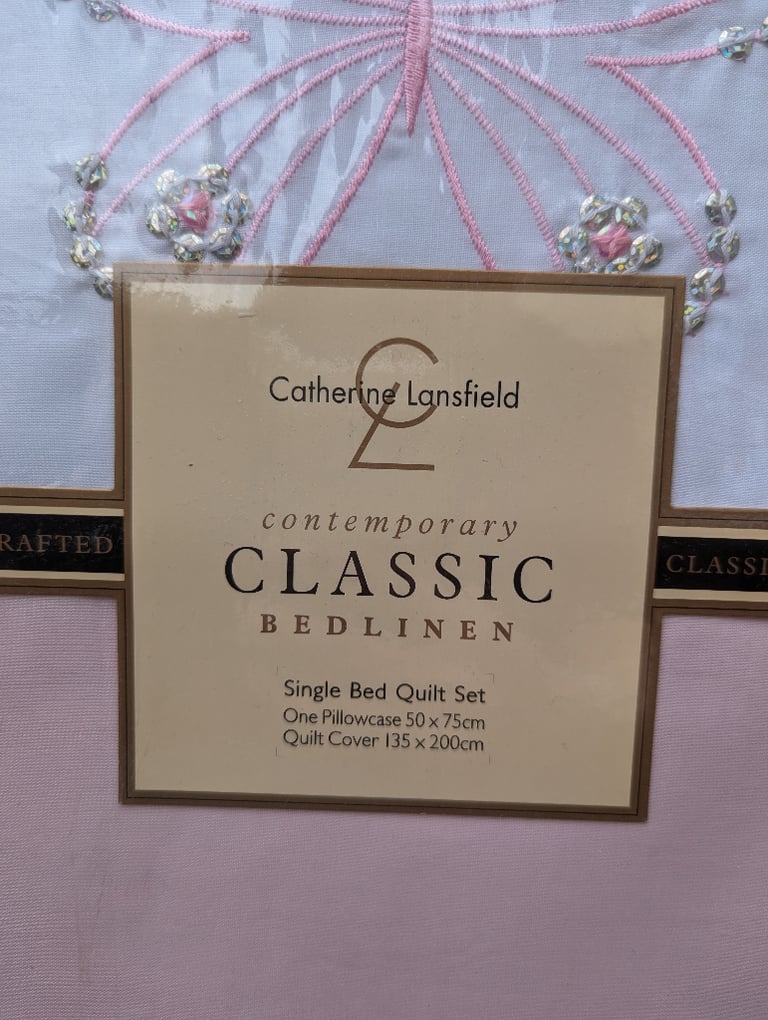 Catherine Lansfield
CL
contemporary
CLASSIC
BEDLINEN
RAFTED
CLASSI
Single Bed Quilt Set
One Pillowcase 50 x 75cm
Quilt Cover 135 x 200cm